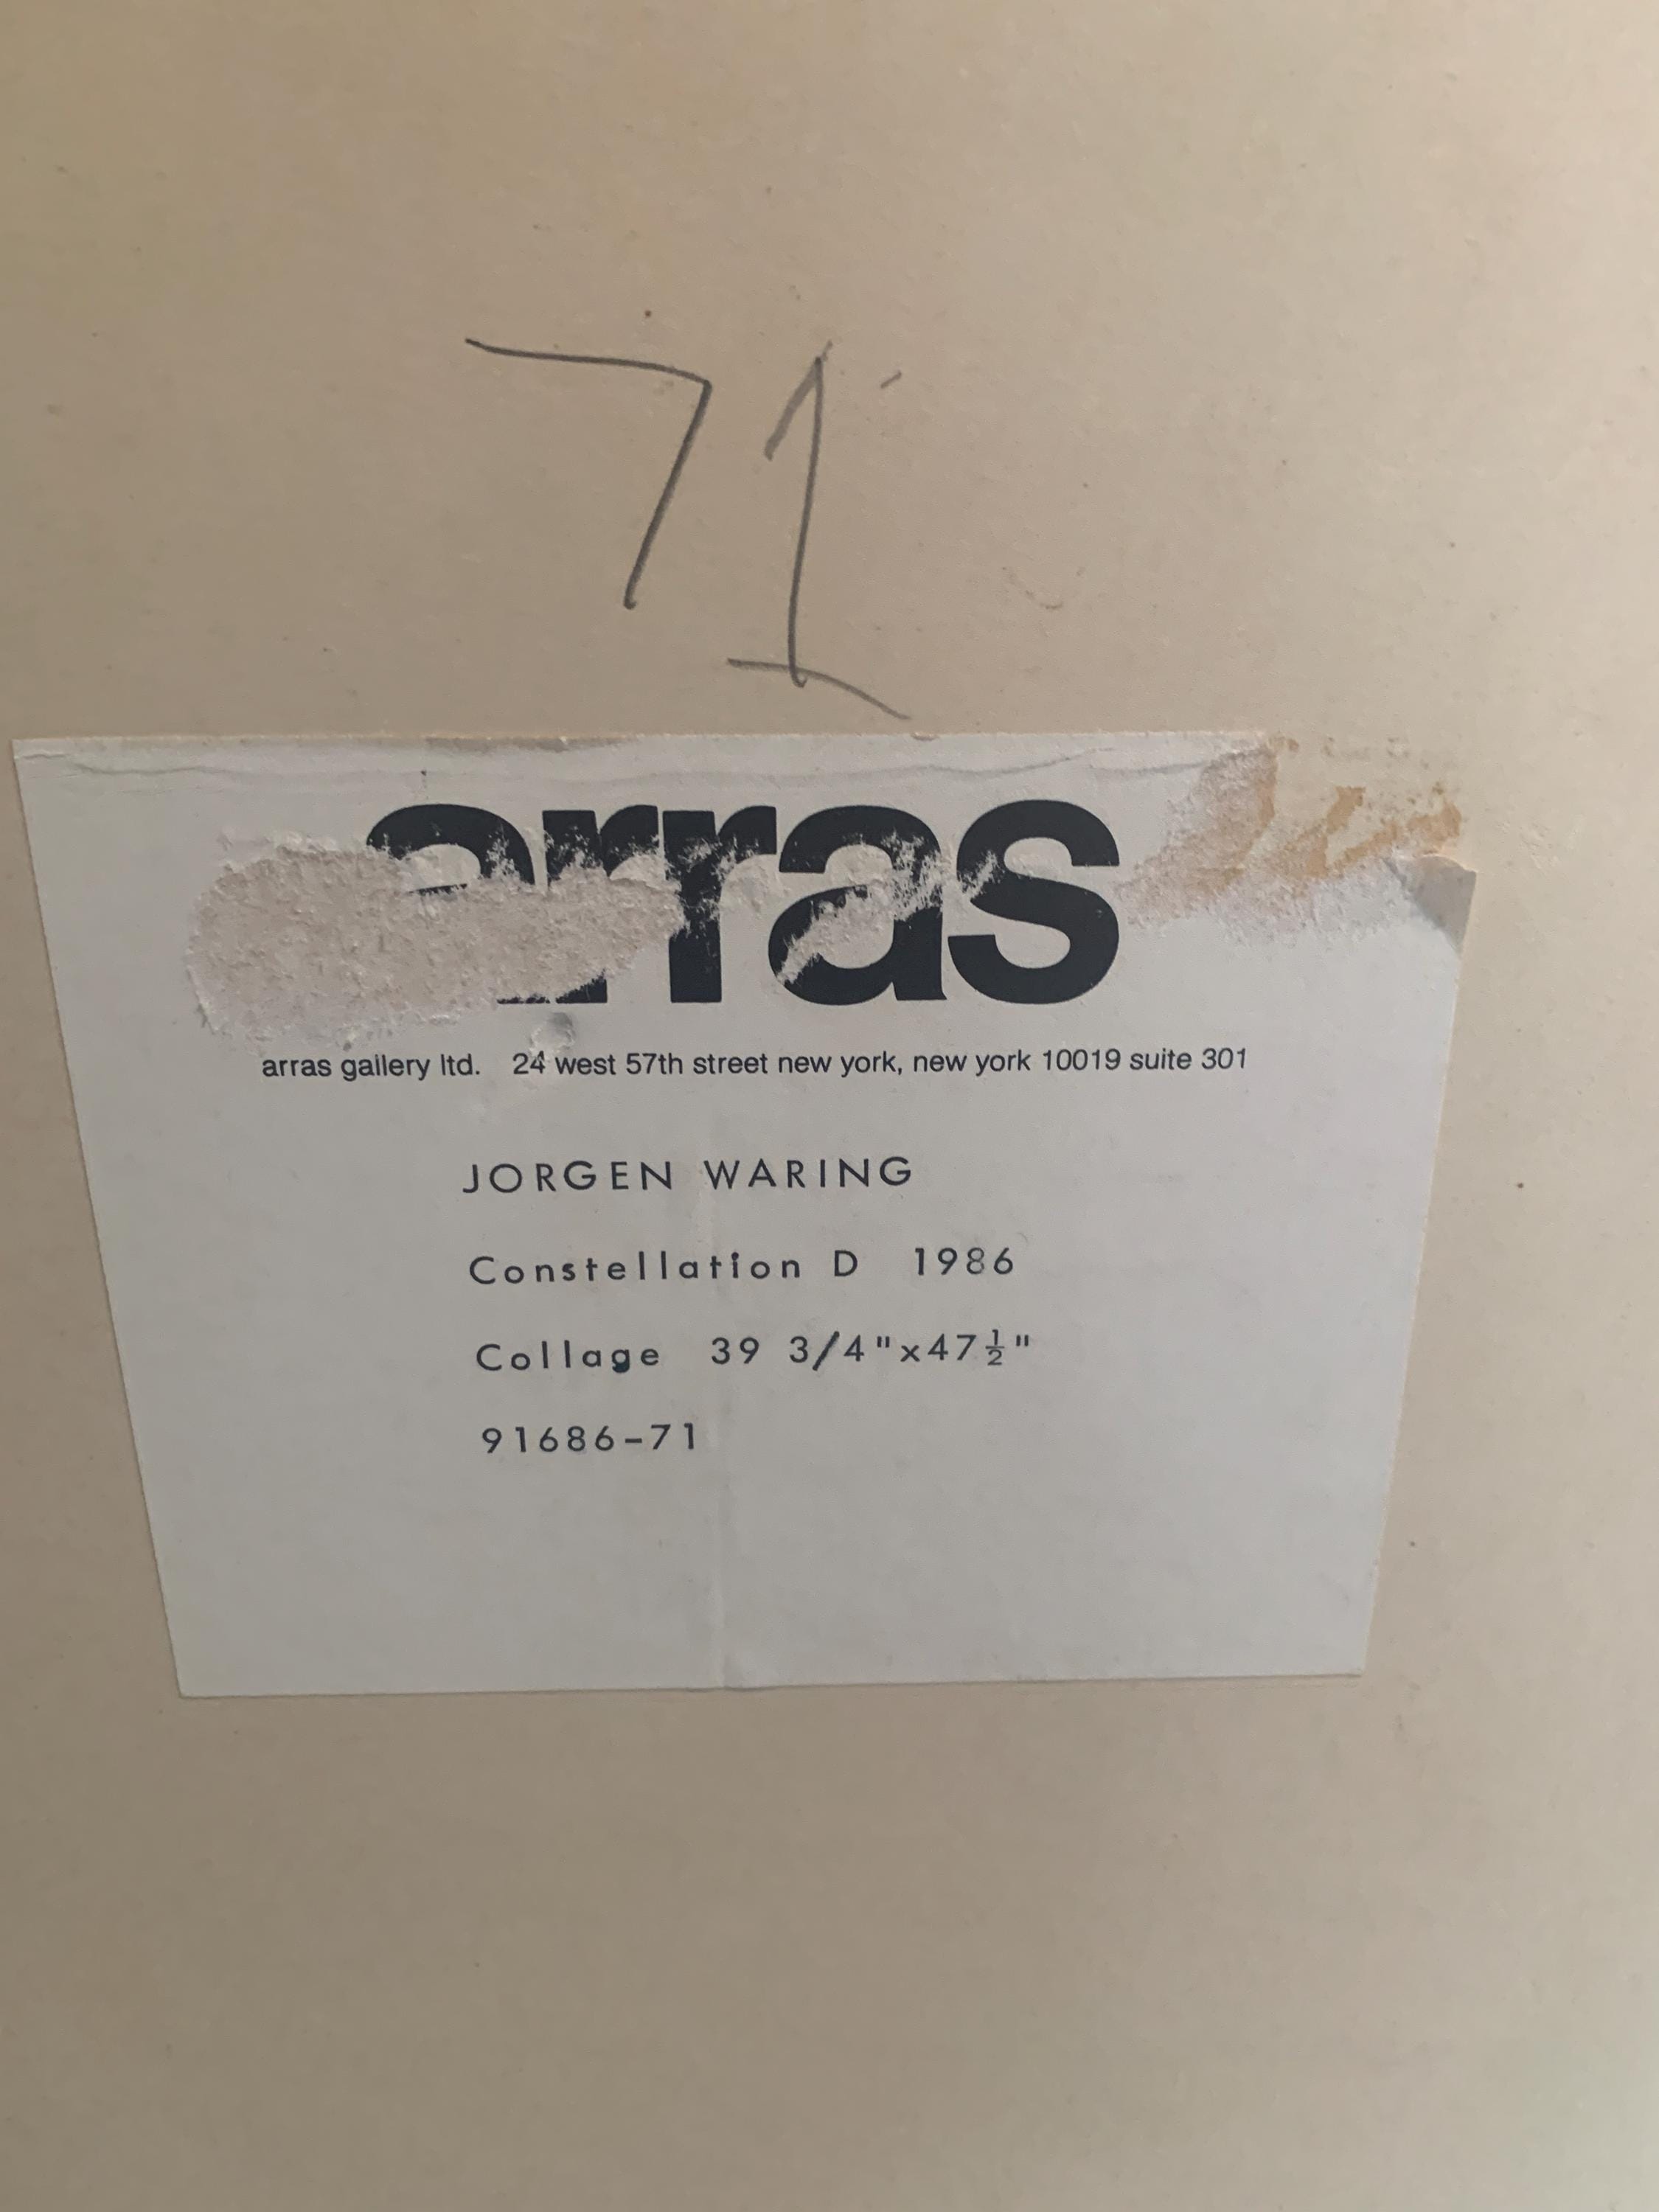 71
arras
arras gallery ltd. 24 west 57th street new york, new york 10019 suite 301
JORGEN WARING
Constellation D 1986
Collage 39 3/4"x47½"
91686-71